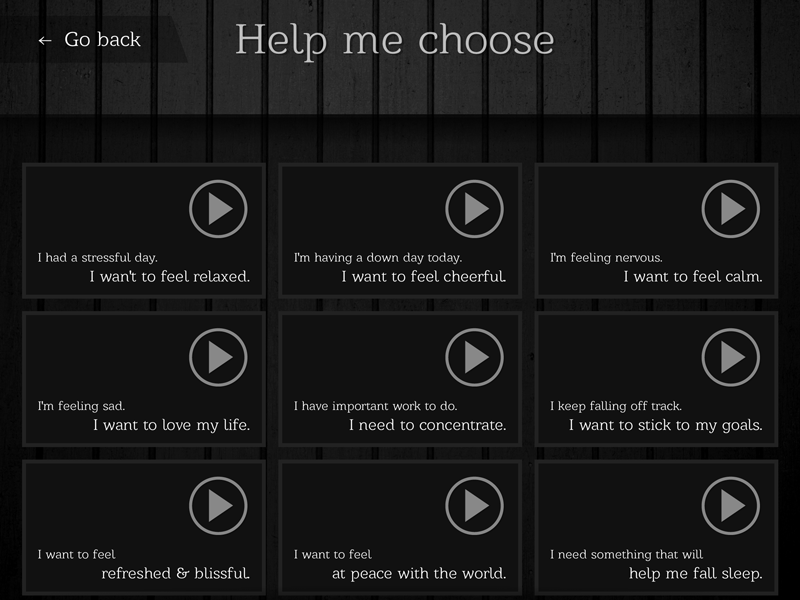 ← Go back
Help me choose
I had a stressful day.
I wan't to feel relaxed.
I'm having a down day today.
I want to feel cheerful.
I'm feeling nervous.
I want to feel calm.
I'm feeling sad.
I want to love my life.
I have important work to do.
I need to concentrate.
I keep falling off track.
I want to stick to my goals.
I want to feel
refreshed & blissful.
I want to feel
at peace with the world.
I need something that will
help me fall sleep.